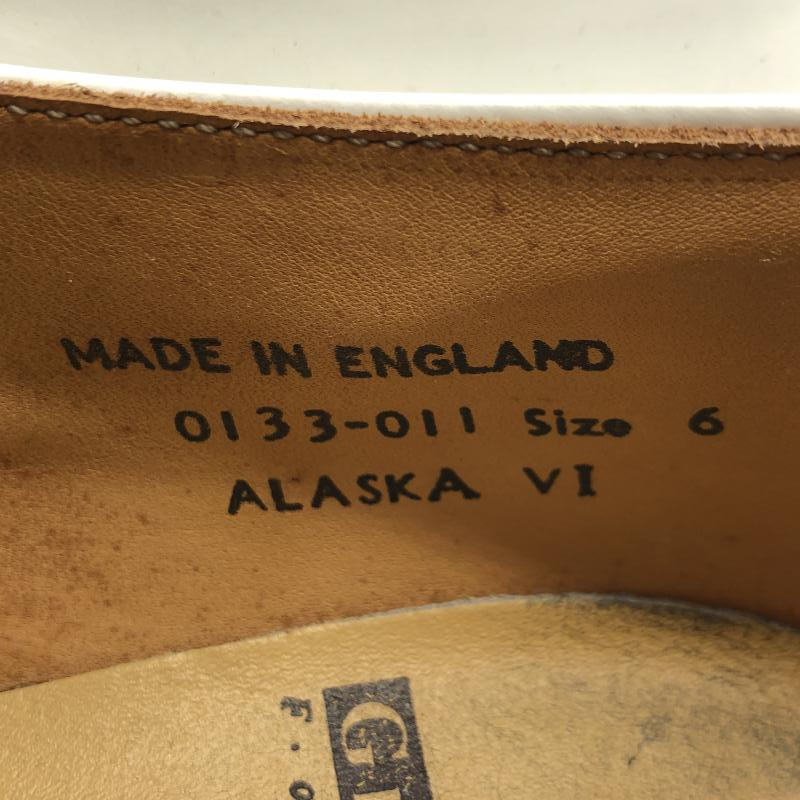 MADE IN ENGLAND
0133-011 Size 6
ALASKA VI